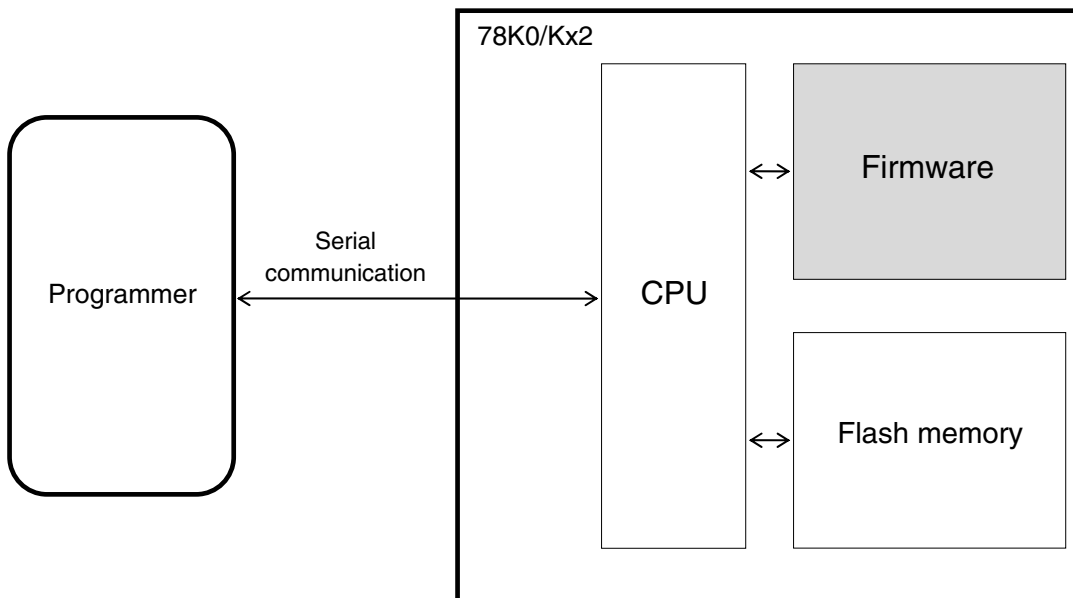 78K0/Kx2
Firmware
Serial
communication
Programmer
CPU
Flash memory